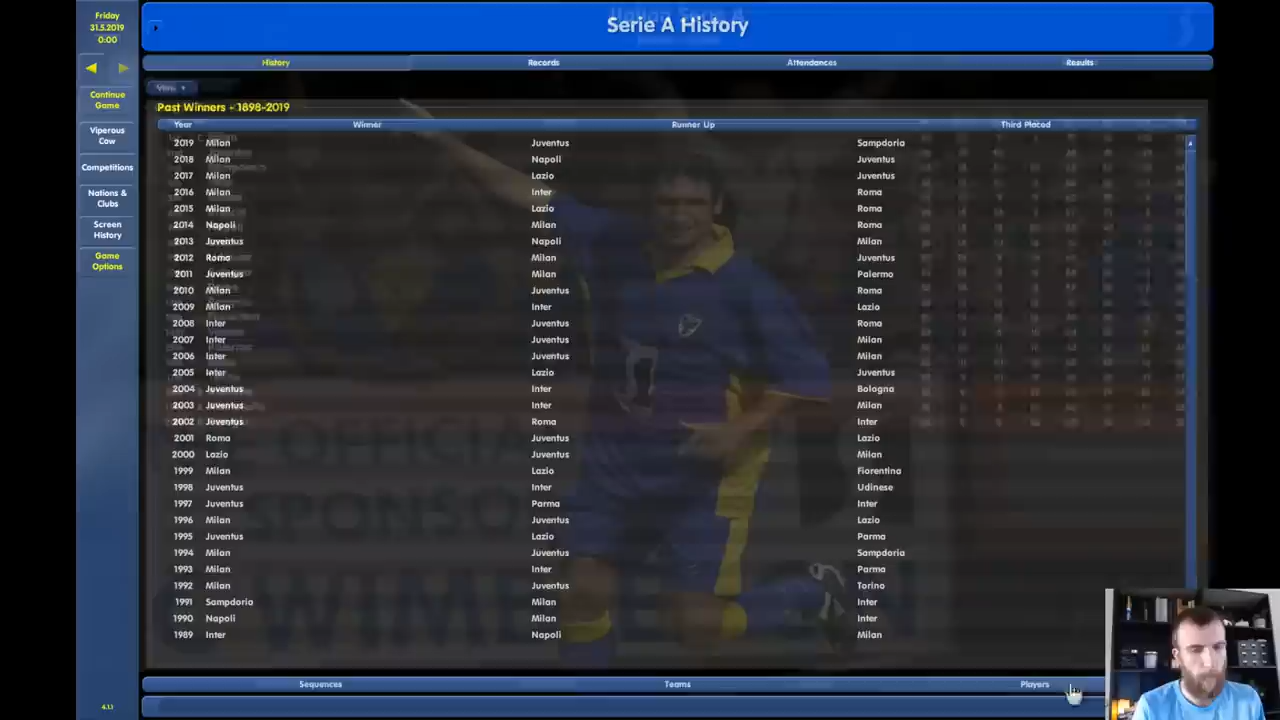 Friday
31.5.2019
0:00
Serie A History
History Records Attendances Results
Continue
Game
View
Past Winners - 1898-2019
Year Winner Runner Up Third Placed
Viperous
Cow
Competitions
Nations &
Clubs
Screen
History
Game
Options
2019 Milan Juventus Sampdoria
2018 Milan Napoli Juventus
2017 Milan Lazio Juventus
2016 Milan Inter Roma
2015 Milan Lazio Roma
2014 Napoli Milan Roma
2013 Juventus Napoli Milan
2012 Roma Milan Juventus
2011 Juventus Milan Palermo
2010 Milan Juventus Roma
2009 Milan Inter Lazio
2008 Inter Juventus Roma
2007 Inter Juventus Milan
2006 Inter Juventus Milan
2005 Inter Lazio Juventus
2004 Juventus Inter Bologna
2003 Juventus Inter Milan
2002 Juventus Roma Inter
2001 Roma Juventus Lazio
2000 Lazio Juventus Milan
1999 Milan Lazio Fiorentina
1998 Juventus Inter Udinese
1997 Juventus Parma Inter
1996 Milan Juventus Lazio
1995 Juventus Lazio Parma
1994 Milan Juventus Sampdoria
1993 Milan Inter Parma
1992 Milan Juventus Torino
1991 Sampdoria Milan Inter
1990 Napoli Milan Inter
1989 Inter Napoli Milan
Sequences Teams Players
4.1.1